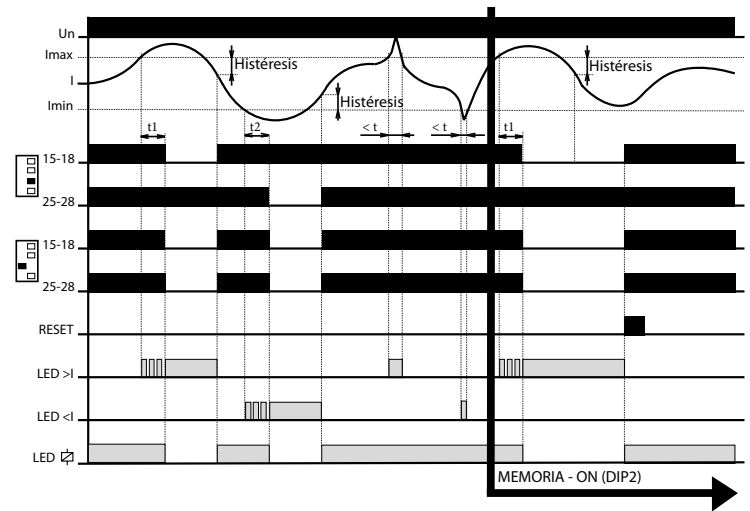 Un
Imax
Histéresis
Histéresis
I
Imin
Histéresis
t1
t2
< t
< t
t1
15-18
25-28
15-18
25-28
RESET
LED >I
LED <I
LED
MEMORIA - ON (DIP2)